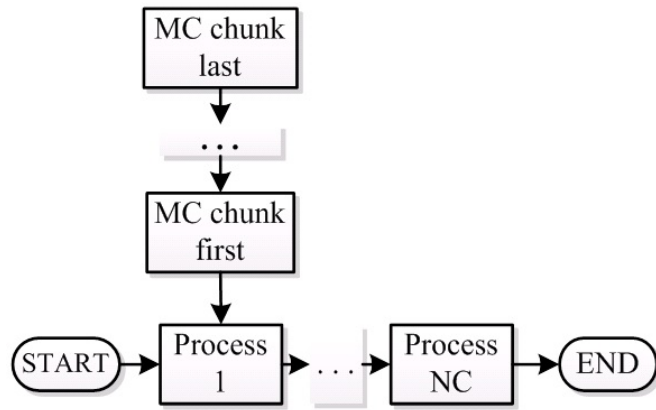 MC chunk
last
...
MC chunk
first
START
Process
1
...
Process
NC
END